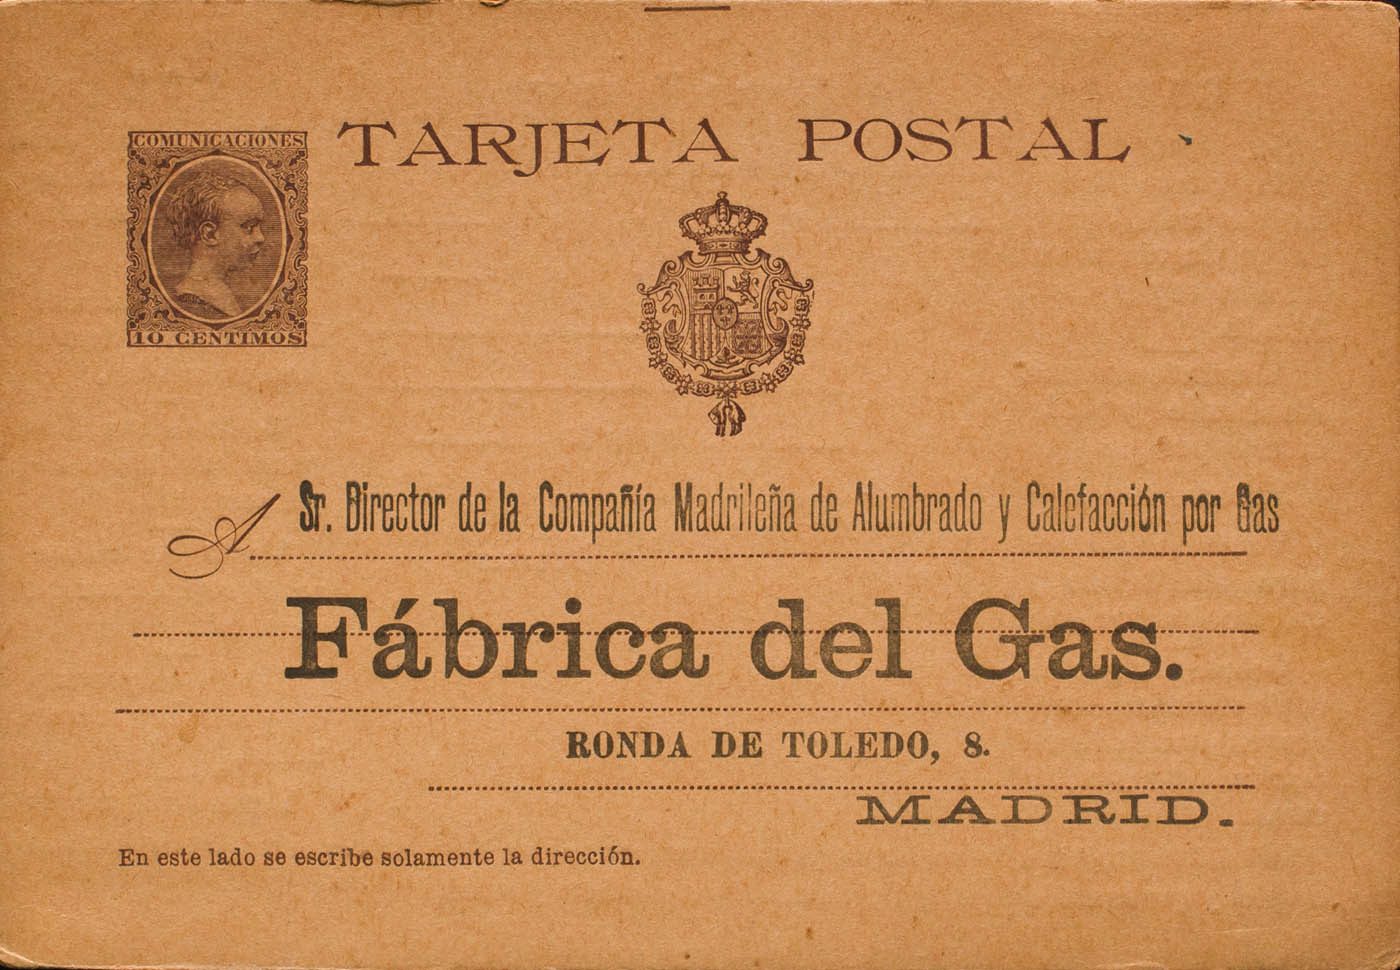 COMUNICACIONES
10 CENTIMOS
TARJETA POSTAL
A Sr. Director de la Compañía Madrileña de Alumbrado y Calefacción por Gas
Fábrica del Gas.
RONDA DE TOLEDO, 8.
MADRID.
En este lado se escribe solamente la dirección.